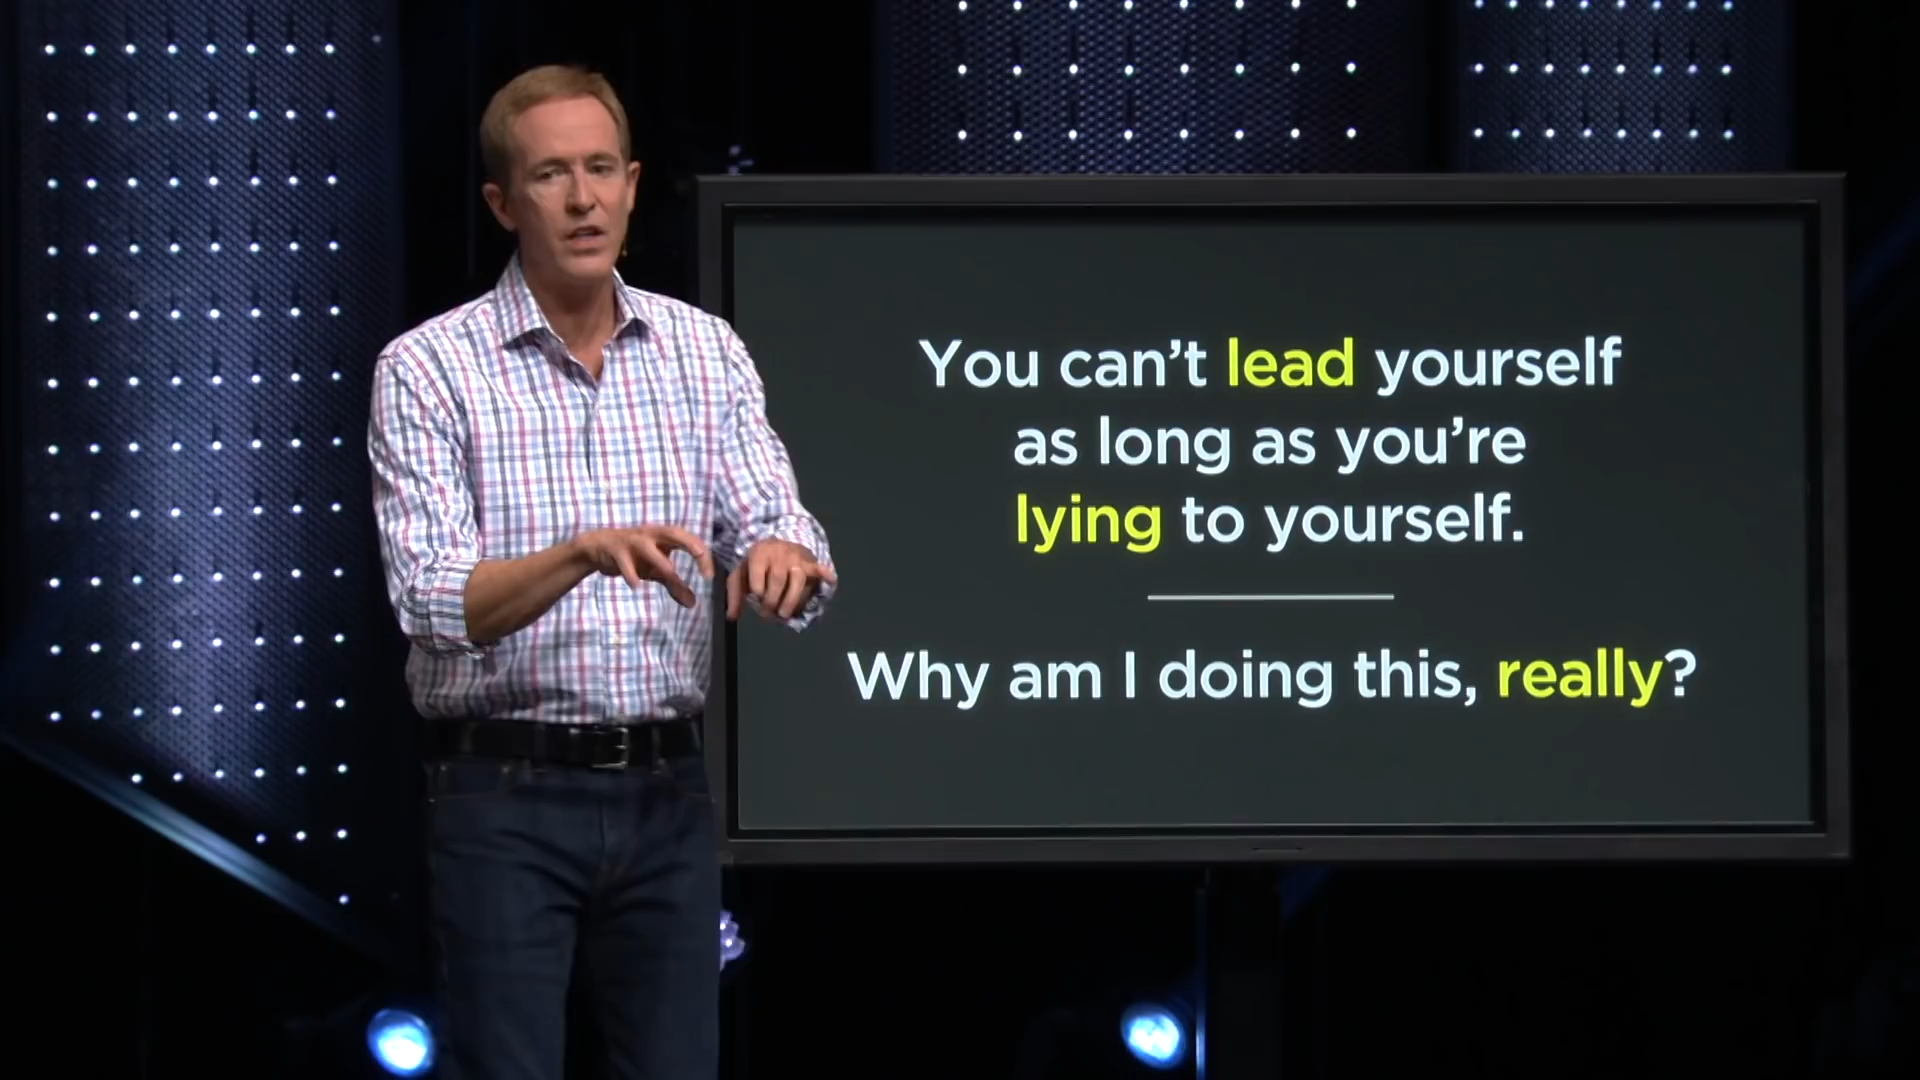 You can’t lead yourself
as long as you’re
lying to yourself.
Why am I doing this, really?